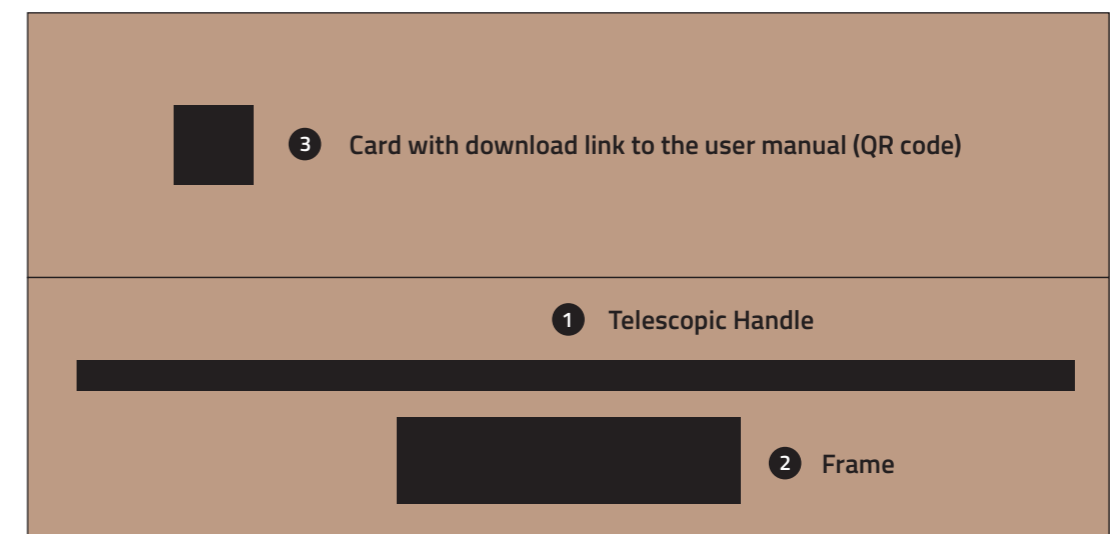 3 Card with download link to the user manual (QR code)
1 Telescopic Handle
2 Frame